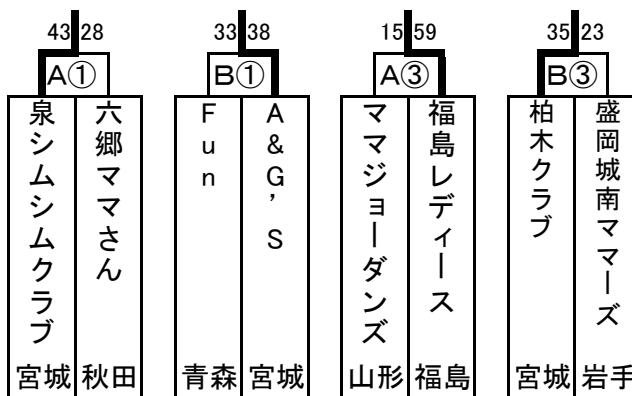 43 28
33 38
15 59
35 23
A①
B①
A③
B③
泉シムシムクラブ
六郷ママさん
Fun
A&G'S
ママジョーダンズ
福島レディース
柏木クラブ
盛岡城南ママーズ
宮城
秋田
青森
宮城
山形
福島
宮城
岩手